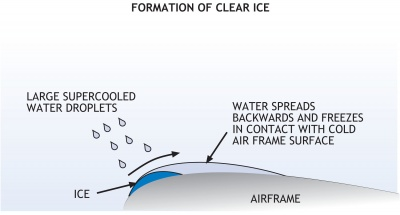 FORMATION OF CLEAR ICE
LARGE SUPERCOOLED
WATER DROPLETS
WATER SPREADS
BACKWARDS AND FREEZES
IN CONTACT WITH COLD
AIR FRAME SURFACE
ICE
AIRFRAME